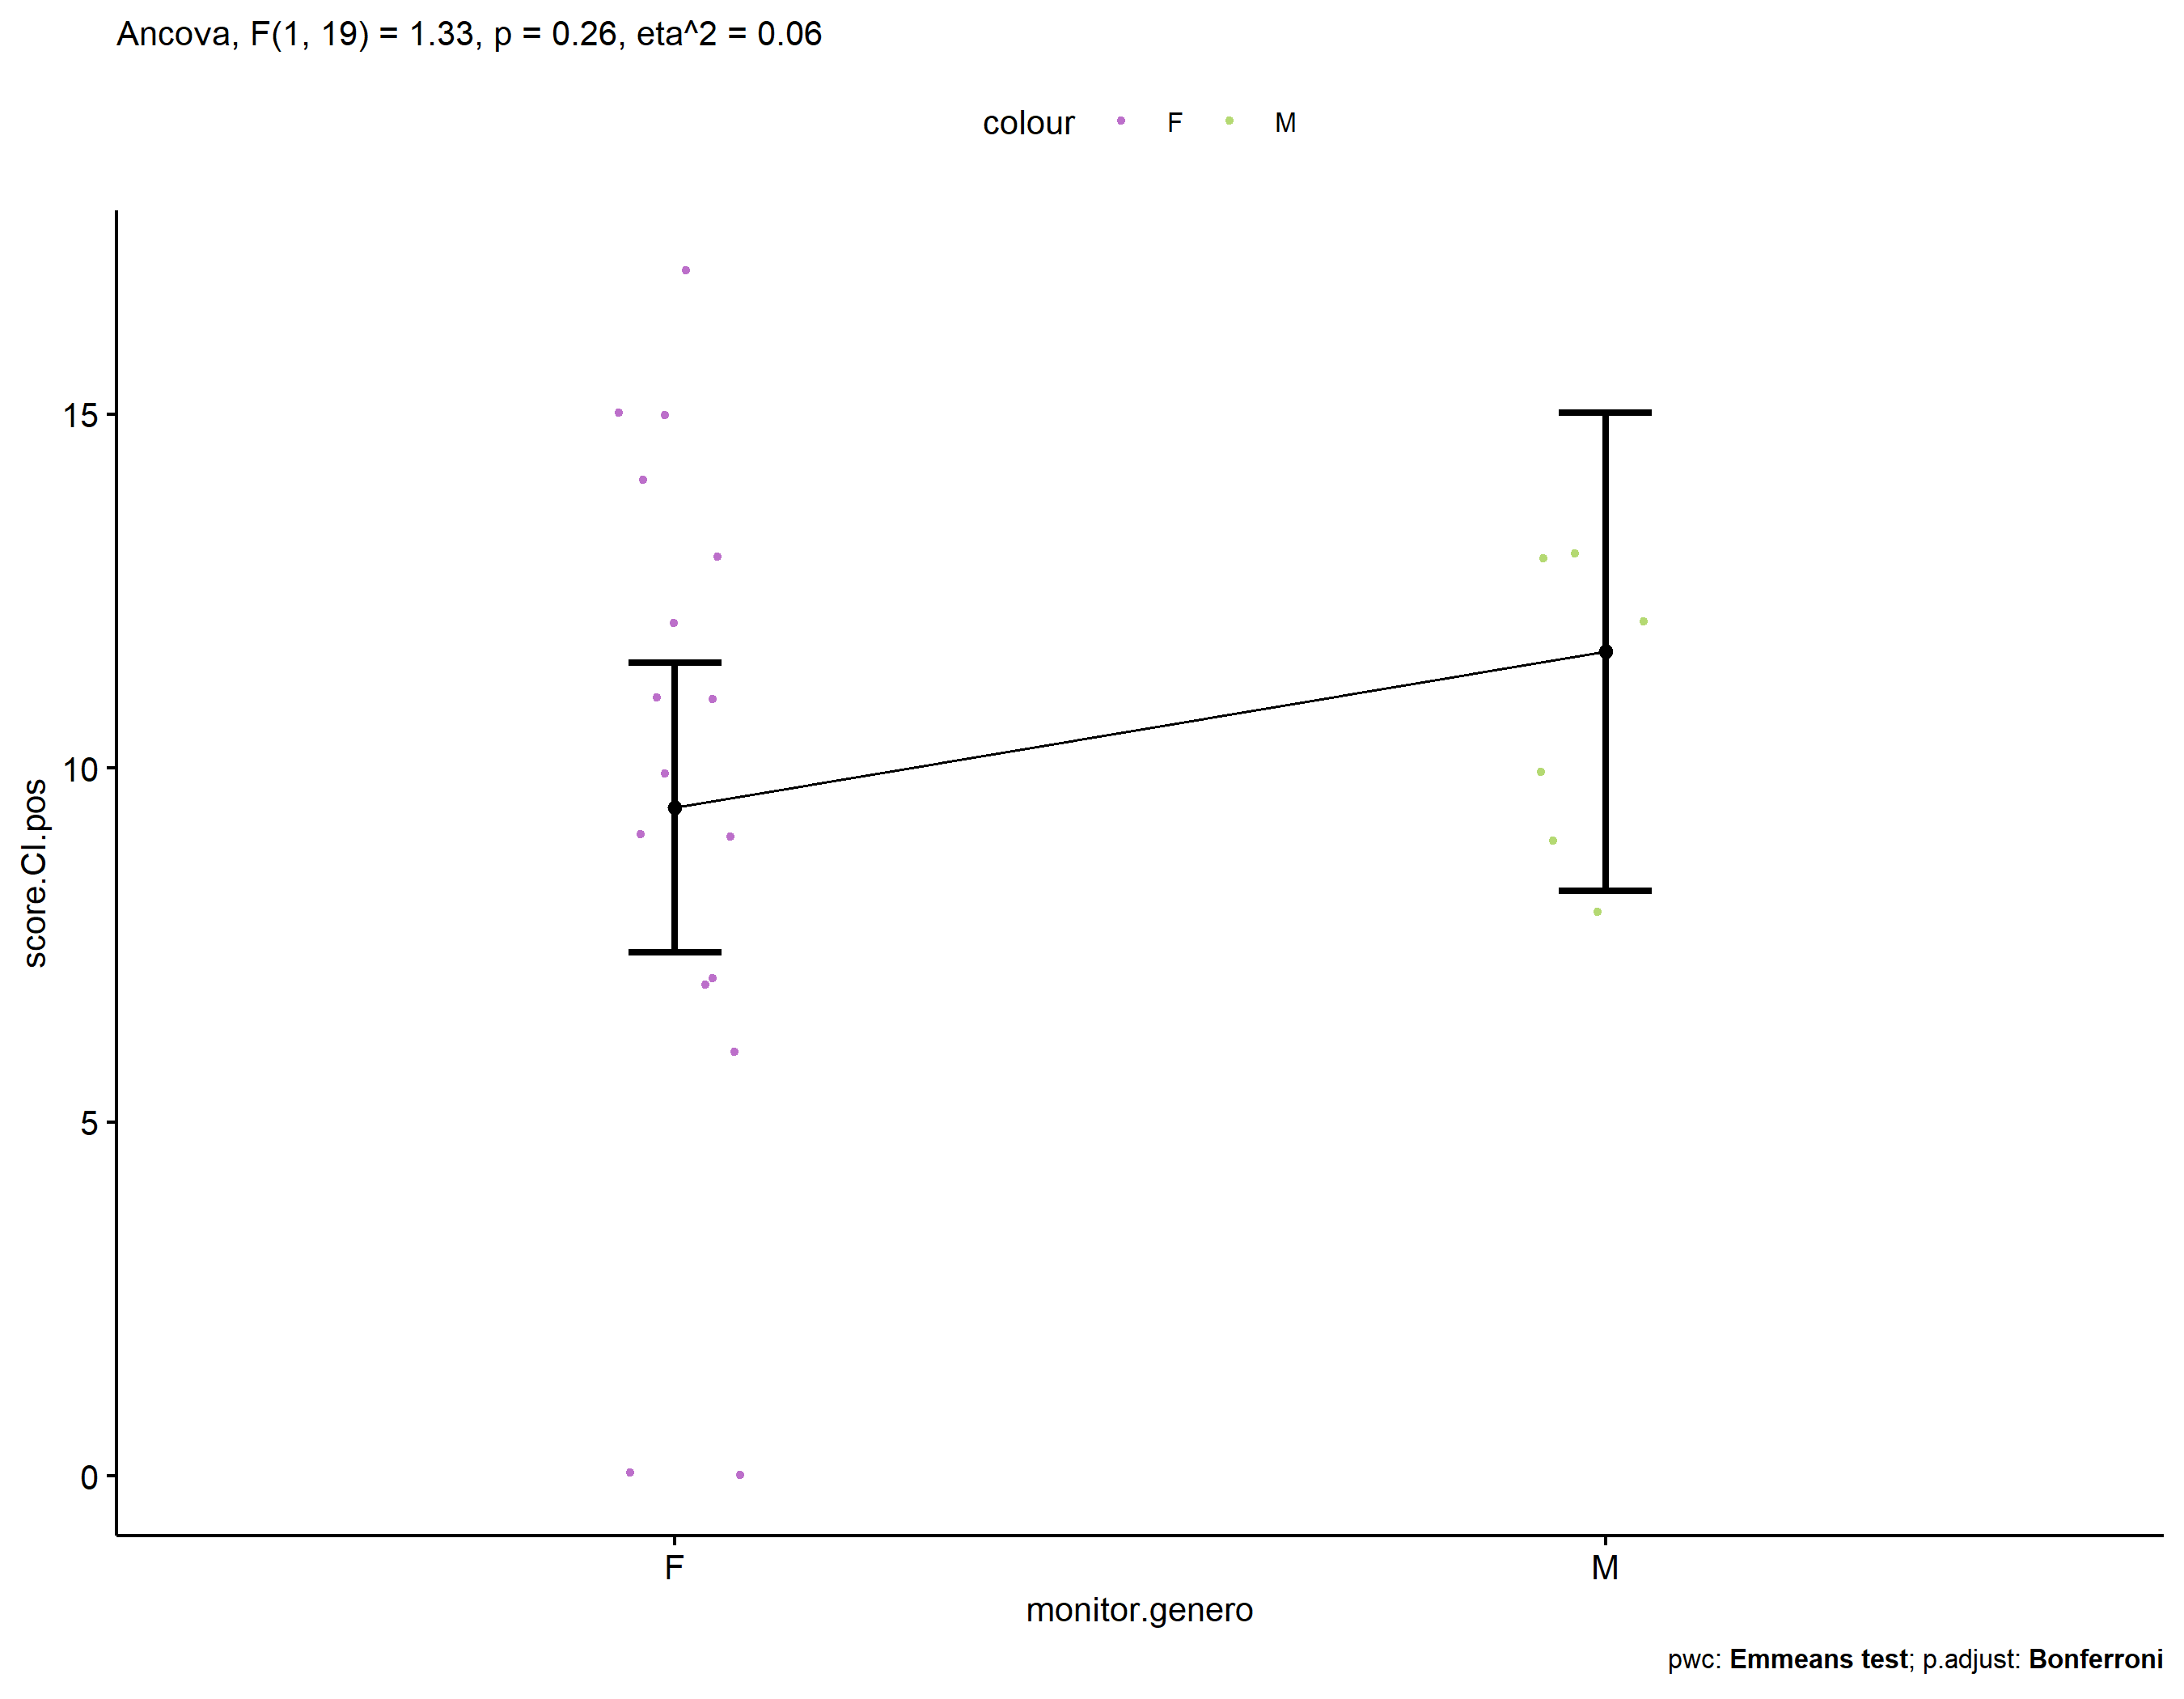 Ancova, F(1, 19) = 1.33, p = 0.26, eta^2 = 0.06
colour F M
15
10
5
0
score.CI.pos
F M
monitor.genero
pwc: Emmeans test; p.adjust: Bonferroni